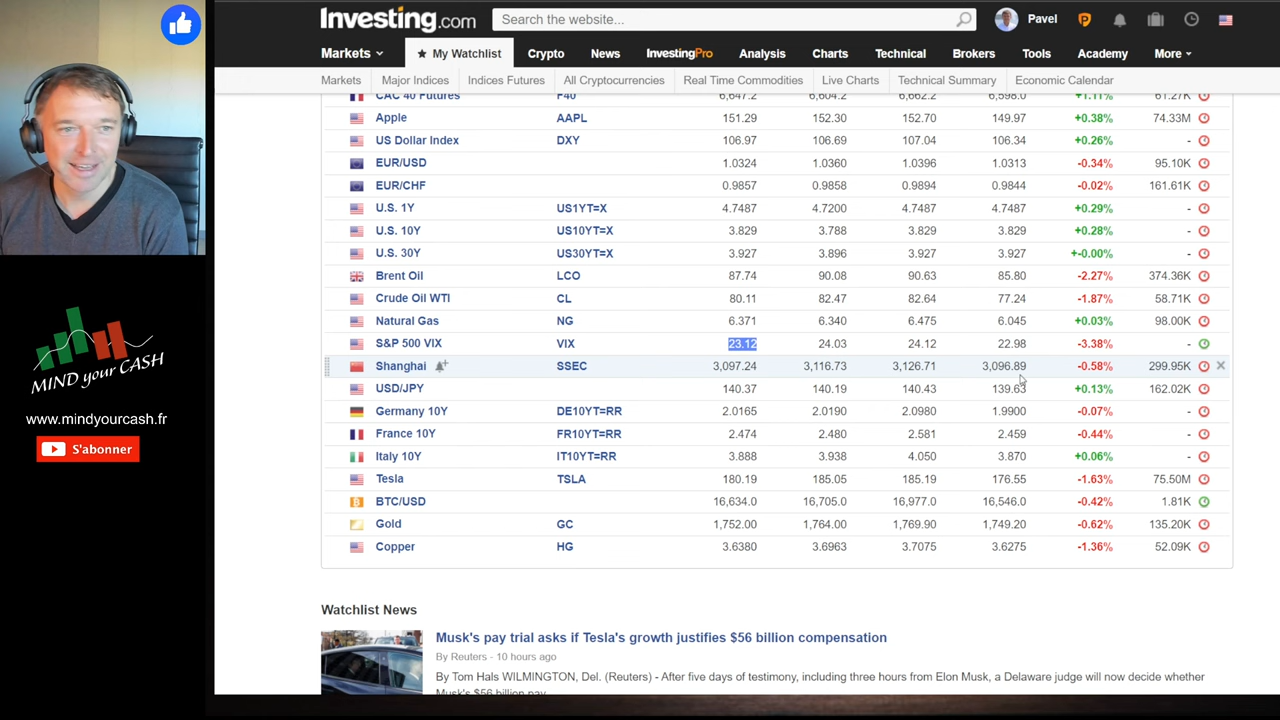 Investing.com
Search the website...
Pavel
Markets
★ My Watchlist
Crypto
News
InvestingPro
Analysis
Charts
Technical
Brokers
Tools
Academy
More
Markets
Major Indices
Indices Futures
All Cryptocurrencies
Real Time Commodities
Live Charts
Technical Summary
Economic Calendar
CAC 40 Futures F40 6,647.2 6,604.2 6,662.2 6,598.0 +1.11% 61.27K
Apple AAPL 151.29 152.30 152.70 149.97 +0.38% 74.33M
US Dollar Index DXY 106.97 106.69 107.04 106.34 +0.26% -
EUR/USD 1.0324 1.0360 1.0396 1.0313 -0.34% 95.10K
EUR/CHF 0.9857 0.9858 0.9894 0.9844 -0.02% 161.61K
U.S. 1Y US1YT=X 4.7487 4.7200 4.7487 4.7487 +0.29% -
U.S. 10Y US10YT=X 3.829 3.788 3.829 3.829 +0.28% -
U.S. 30Y US30YT=X 3.927 3.896 3.927 3.927 +-0.00% -
Brent Oil LCO 87.74 90.08 90.63 85.80 -2.27% 374.36K
Crude Oil WTI CL 80.11 82.47 82.64 77.24 -1.87% 58.71K
Natural Gas NG 6.371 6.340 6.475 6.045 +0.03% 98.00K
S&P 500 VIX VIX 23.12 24.03 24.12 22.98 -3.38% -
Shanghai SSEC 3,097.24 3,116.73 3,126.71 3,096.89 -0.58% 299.95K
USD/JPY 140.37 140.19 140.43 139.63 +0.13% 162.02K
Germany 10Y DE10YT=RR 2.0165 2.0190 2.0980 1.9900 -0.07% -
France 10Y FR10YT=RR 2.474 2.480 2.581 2.459 -0.44% -
Italy 10Y IT10YT=RR 3.888 3.938 4.050 3.870 +0.06% -
Tesla TSLA 180.19 185.05 185.19 176.55 -1.63% 75.50M
BTC/USD 16,634.0 16,705.0 16,977.0 16,546.0 -0.42% 1.81K
Gold GC 1,752.00 1,764.00 1,769.90 1,749.20 -0.62% 135.20K
Copper HG 3.6380 3.6963 3.7075 3.6275 -1.36% 52.09K
Watchlist News
Musk's pay trial asks if Tesla's growth justifies $56 billion compensation
By Reuters - 10 hours ago
By Tom Hals WILMINGTON, Del. (Reuters) - After five days of testimony, including three hours from Elon Musk, a Delaware judge will now decide whether
Musk's $56 billion pay
MIND your CASH
www.mindyourcash.fr
S'abonner